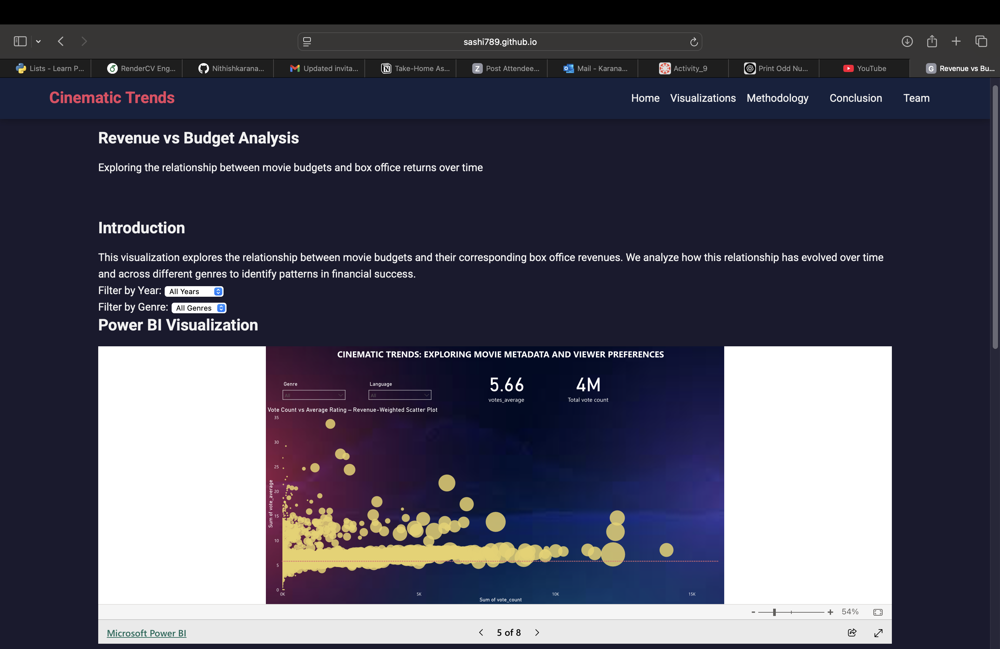 sashi789.github.io
Lists - Learn P...
RenderCV Eng...
Nithishkarana...
Updated invita...
Take-Home As...
Post Attendee...
Mail - Karana...
Activity_9
Print Odd Nu...
YouTube
Revenue vs Bu...
Cinematic Trends
Home Visualizations Methodology Conclusion Team
Revenue vs Budget Analysis
Exploring the relationship between movie budgets and box office returns over time
Introduction
This visualization explores the relationship between movie budgets and their corresponding box office revenues. We analyze how this relationship has evolved over time
and across different genres to identify patterns in financial success.
Filter by Year: All Years
Filter by Genre: All Genres
Power BI Visualization
CINEMATIC TRENDS: EXPLORING MOVIE METADATA AND VIEWER PREFERENCES
Genre
All
Language
All
5.66
votes_average
4M
Total vote count
Vote Count vs Average Rating – Revenue-Weighted Scatter Plot
35
30
25
20
15
10
5
0
Sum of vote_average
0K 5K 10K 15K
Sum of vote_count
- + 54%
Microsoft Power BI
5 of 8